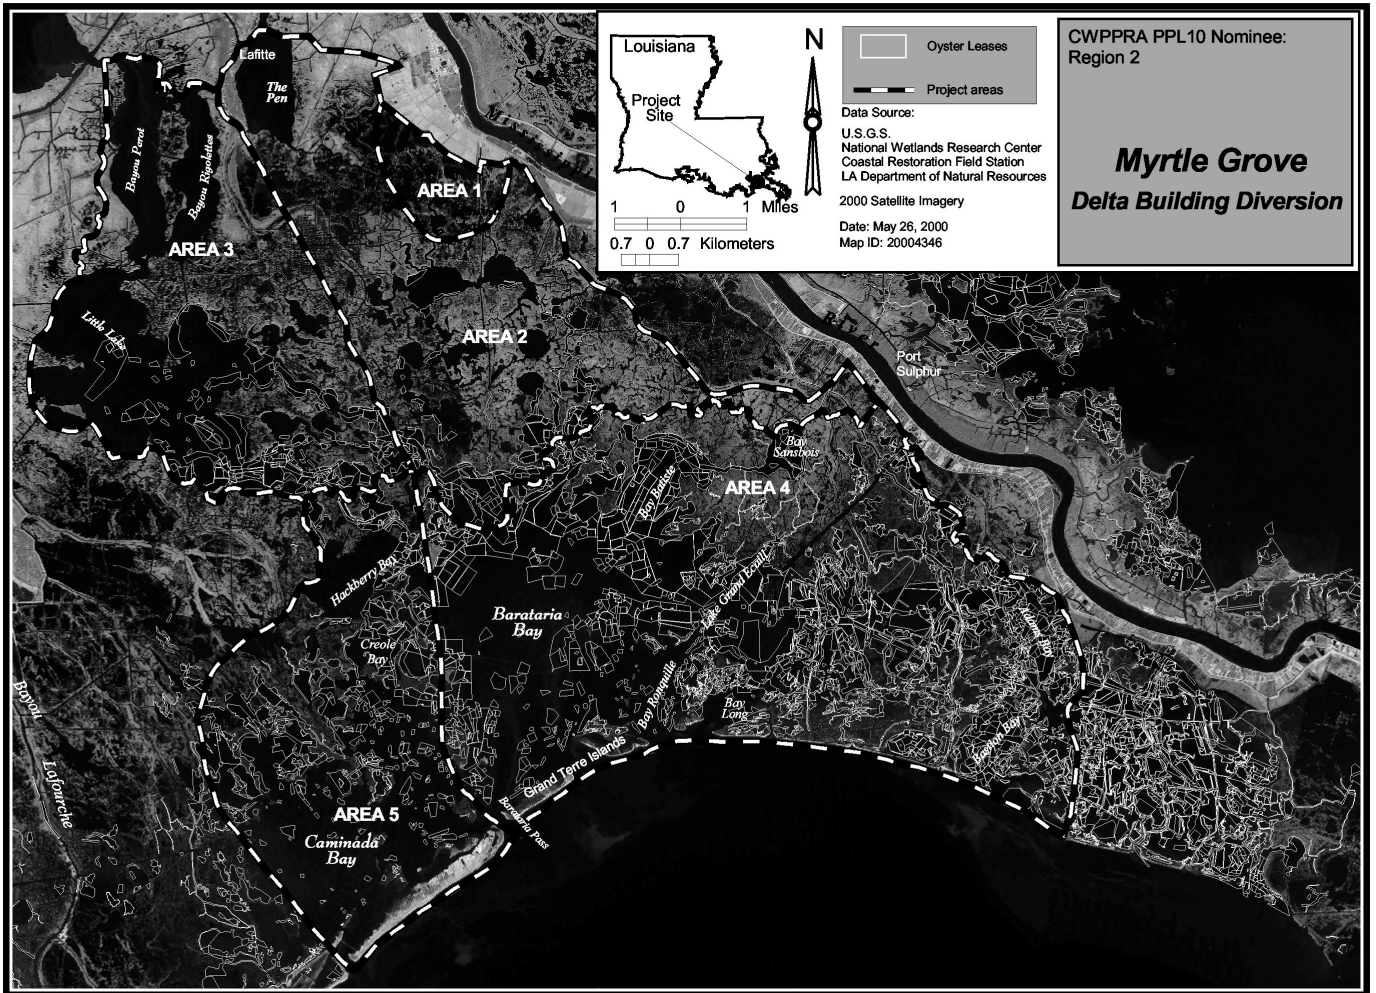 CWPPRA PPL10 Nominee:
Region 2
Myrtle Grove
Delta Building Diversion
Louisiana
Project
Site
N
1 0 1 Miles
0.7 0 0.7 Kilometers
Oyster Leases
Project areas
Data Source:
U.S.G.S.
National Wetlands Research Center
Coastal Restoration Field Station
LA Department of Natural Resources
2000 Satellite Imagery
Date: May 26, 2000
Map ID: 20004346
Lafitte
The
Pen
Bayou Perot
Bayou Rigolettes
AREA 1
AREA 3
Little Lake
AREA 2
River
Port
Sulphur
Bay
Sansbois
Bay Batiste
AREA 4
Hackberry Bay
Lake Grand Ecaill
Barataria
Bay
Creole
Bay
Adams Bay
Bay Ronquille
Bay
Long
Bastion Bay
Bayou
Lafourche
Grand Terre Islands
Barataria Pass
AREA 5
Caminada
Bay